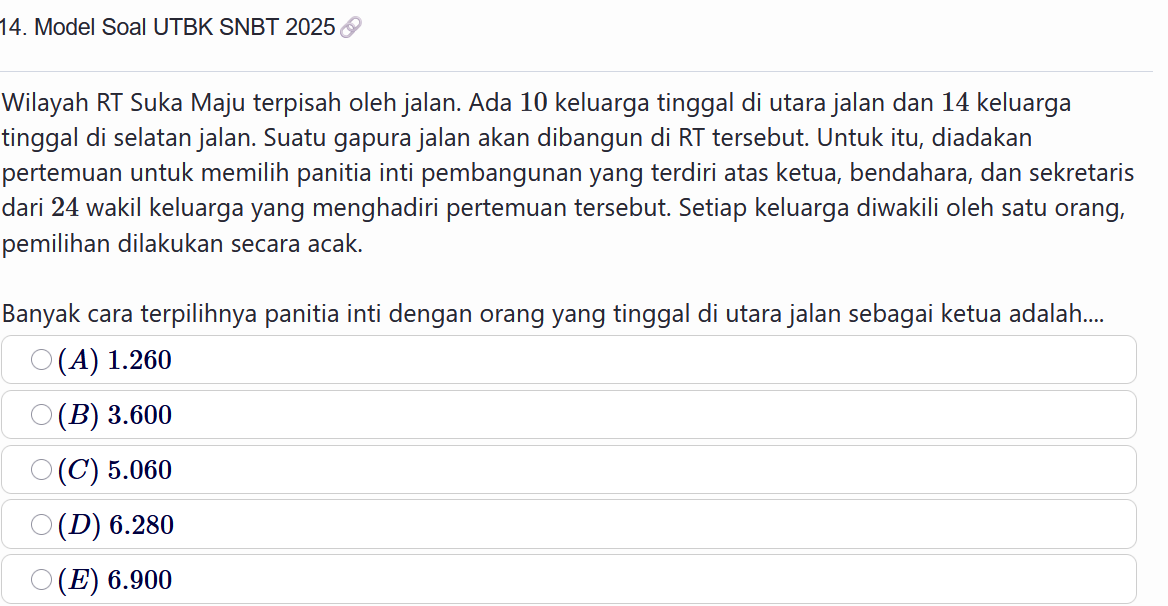 14. Model Soal UTBK SNBT 2025
Wilayah RT Suka Maju terpisah oleh jalan. Ada 10 keluarga tinggal di utara jalan dan 14 keluarga
tinggal di selatan jalan. Suatu gapura jalan akan dibangun di RT tersebut. Untuk itu, diadakan
pertemuan untuk memilih panitia inti pembangunan yang terdiri atas ketua, bendahara, dan sekretaris
dari 24 wakil keluarga yang menghadiri pertemuan tersebut. Setiap keluarga diwakili oleh satu orang,
pemilihan dilakukan secara acak.
Banyak cara terpilihnya panitia inti dengan orang yang tinggal di utara jalan sebagai ketua adalah....
(A) 1.260
(B) 3.600
(C) 5.060
(D) 6.280
(E) 6.900